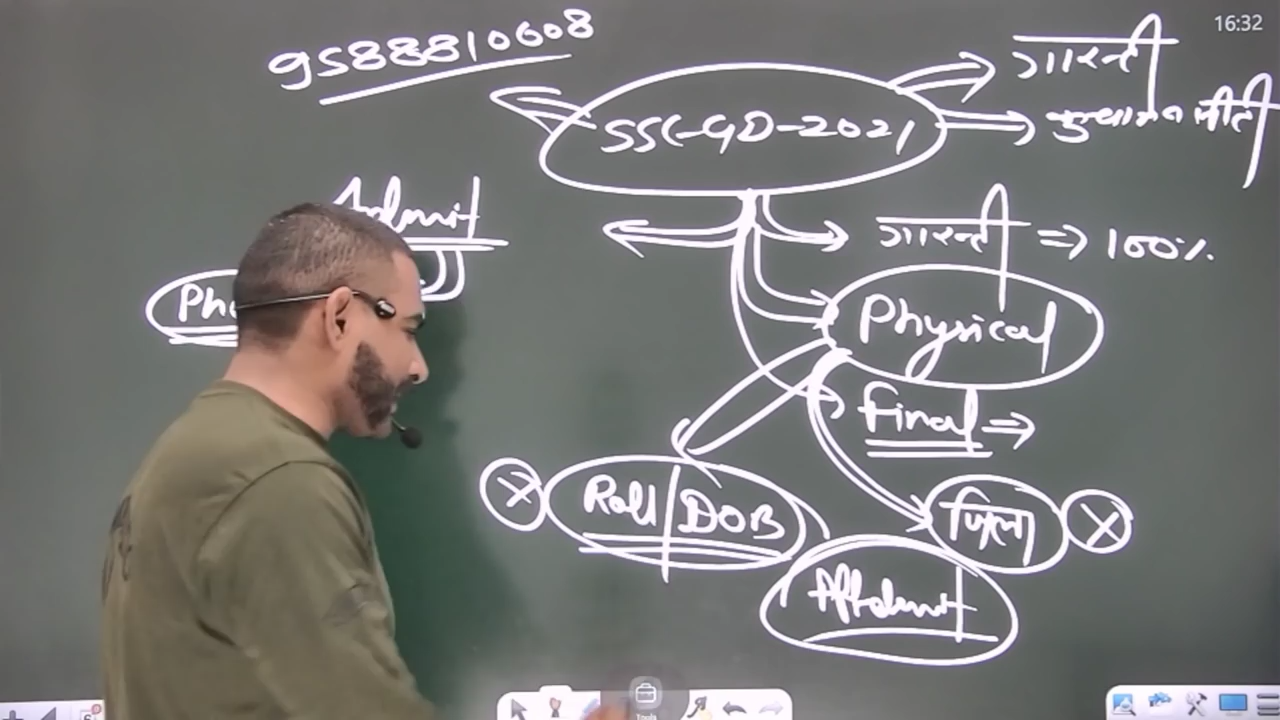 16:32
9588810608
SSC-GD-2021
गारन्टी
Admit
गारन्टी ⇒ 100%
Physical
Final ⇒
Roll/DOB
जिला